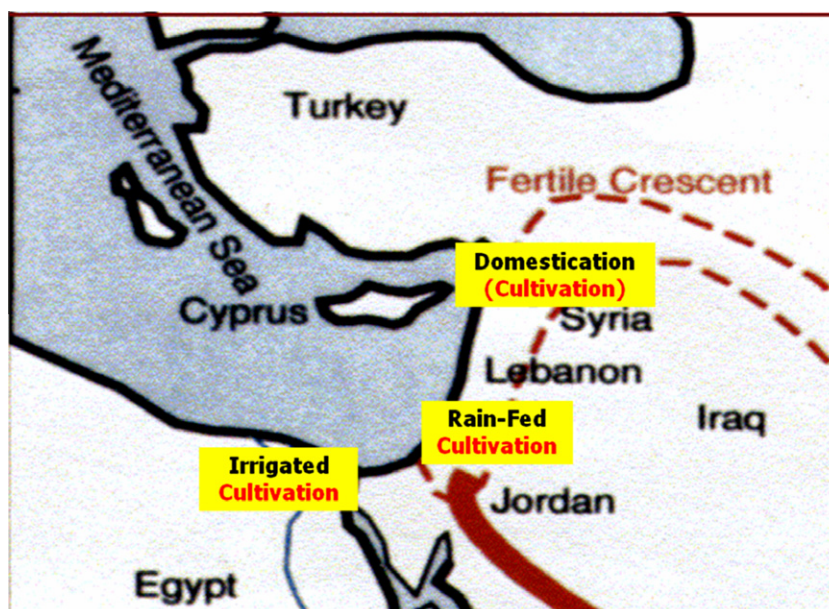 Turkey
Mediterranean Sea
Fertile Crescent
Domestication
(Cultivation)
Cyprus
Syria
Lebanon
Rain-Fed
Cultivation
Iraq
Irrigated
Cultivation
Jordan
Egypt